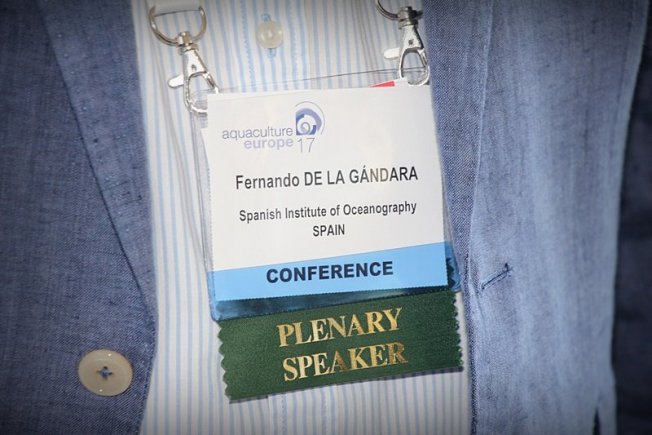 aquaculture
europe 17
Fernando DE LA GÁNDARA
Spanish Institute of Oceanography
SPAIN
CONFERENCE
PLENARY
SPEAKER